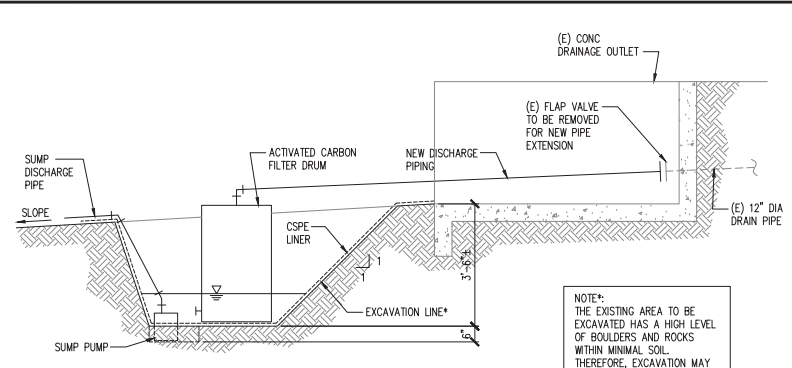 (E) CONC
DRAINAGE OUTLET
(E) FLAP VALVE
TO BE REMOVED
FOR NEW PIPE
EXTENSION
SUMP
DISCHARGE
PIPE
ACTIVATED CARBON
FILTER DRUM
NEW DISCHARGE
PIPING
SLOPE
CSPE
LINER
(E) 12" DIA
DRAIN PIPE
1
1
3'-6"±
EXCAVATION LINE*
6"
SUMP PUMP
NOTE*:
THE EXISTING AREA TO BE
EXCAVATED HAS A HIGH LEVEL
OF BOULDERS AND ROCKS
WITHIN MINIMAL SOIL.
THEREFORE, EXCAVATION MAY